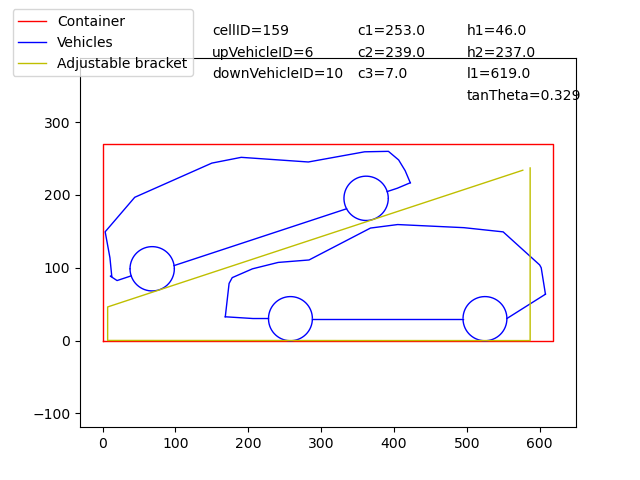 Container
Vehicles
Adjustable bracket
cellID=159 c1=253.0 h1=46.0
upVehicleID=6 c2=239.0 h2=237.0
downVehicleID=10 c3=7.0 l1=619.0
tanTheta=0.329
300
200
100
0
−100
0 100 200 300 400 500 600